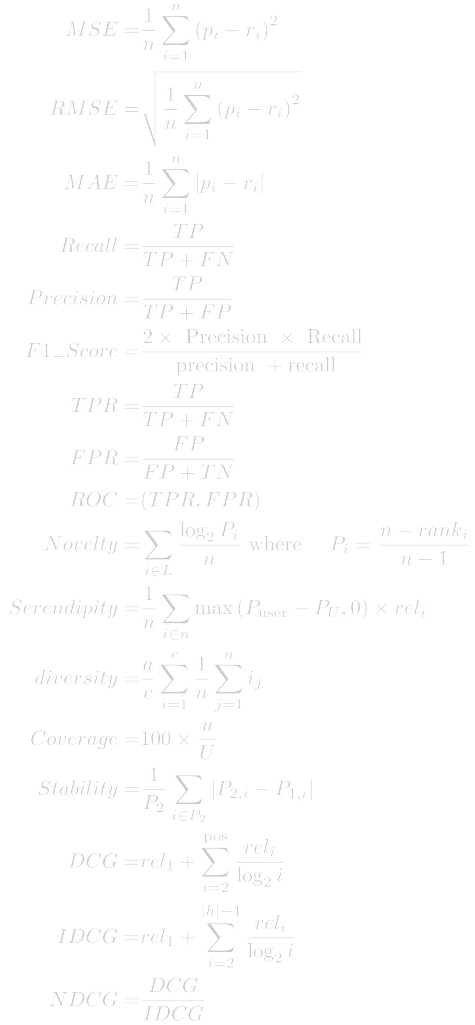 $MSE = \frac{1}{n} \sum_{i=1}^{n} (p_i - r_i)^2$
$RMSE = \sqrt{\frac{1}{n} \sum_{i=1}^{n} (p_i - r_i)^2}$
$MAE = \frac{1}{n} \sum_{i=1}^{n} |p_i - r_i|$
$Recall = \frac{TP}{TP + FN}$
$Precision = \frac{TP}{TP + FP}$
$F1\_Score = \frac{2 \times \text{ Precision } \times \text{ Recall}}{\text{precision } + \text{recall}}$
$TPR = \frac{TP}{TP + FN}$
$FPR = \frac{FP}{FP + TN}$
$ROC = (TPR, FPR)$
$Novelty = \sum_{i \in L} \frac{\log_2 P_i}{n} \text{ where } \quad P_i = \frac{n - rank_i}{n - 1}$
$Serendipity = \frac{1}{n} \sum_{i \in n} \max(P_{\text{user}} - P_U, 0) \times rel_i$
$diversity = \frac{a}{c} \sum_{i=1}^{c} \frac{1}{n} \sum_{j=1}^{n} i_j$
$Coverage = 100 \times \frac{u}{U}$
$Stability = \frac{1}{P_2} \sum_{i \in P_2} |P_{2,i} - P_{1,i}|$
$DCG = rel_1 + \sum_{i=2}^{\text{pos}} \frac{rel_i}{\log_2 i}$
$IDCG = rel_1 + \sum_{i=2}^{|h|-1} \frac{rel_i}{\log_2 i}$
$NDCG = \frac{DCG}{IDCG}$